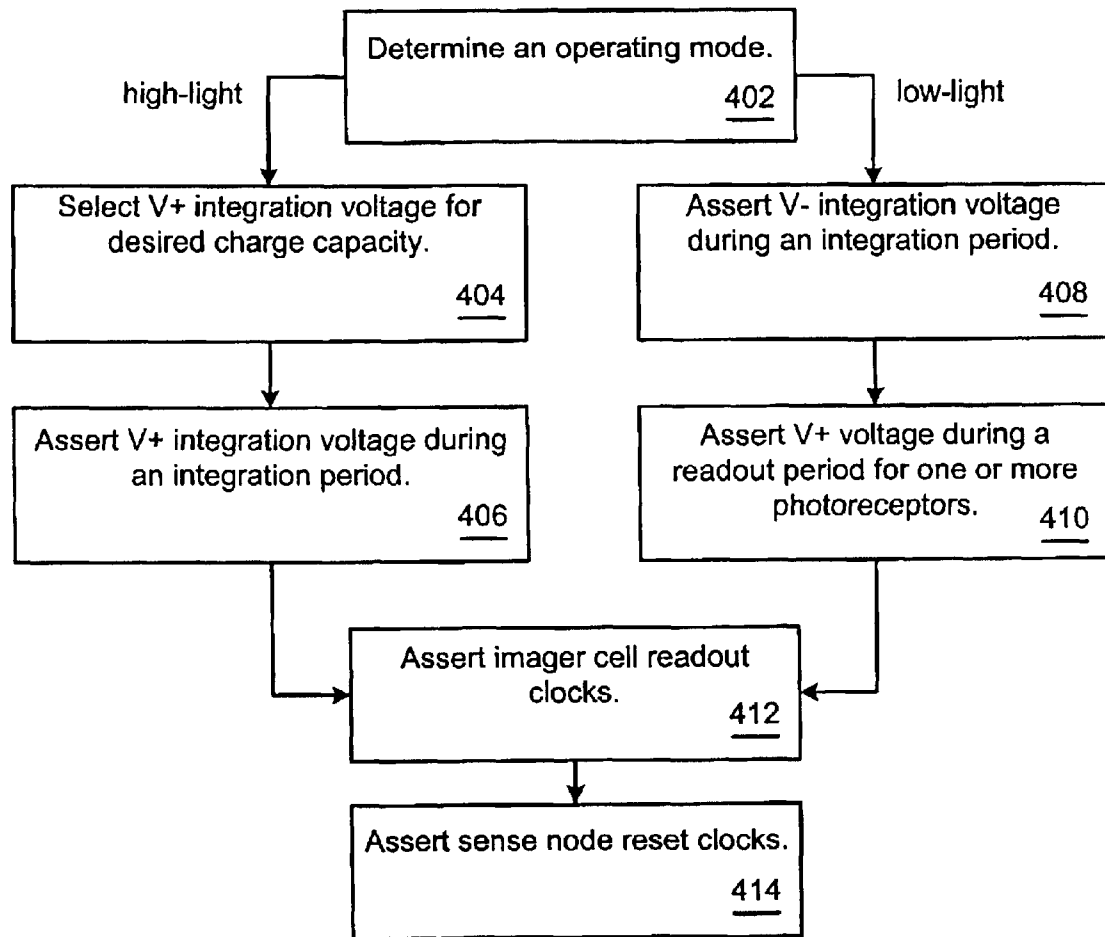 Determine an operating mode.
402
high-light
low-light
Select V+ integration voltage for
desired charge capacity.
404
Assert V- integration voltage
during an integration period.
408
Assert V+ integration voltage during
an integration period.
406
Assert V+ voltage during a
readout period for one or more
photoreceptors.
410
Assert imager cell readout
clocks.
412
Assert sense node reset clocks.
414